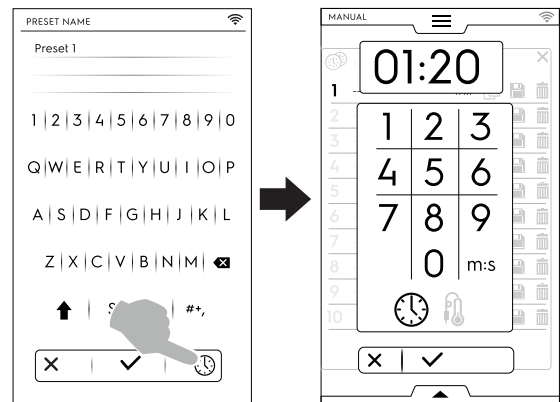 PRESET NAME
Preset 1
1 2 3 4 5 6 7 8 9 0
Q W E R T Y U I O P
A S D F G H J K L
Z X C V B N M
S #+,
MANUAL
01:20
1
2
3
4
5
6
7
8
9
10
1 2 3
4 5 6
7 8 9
0 m:s